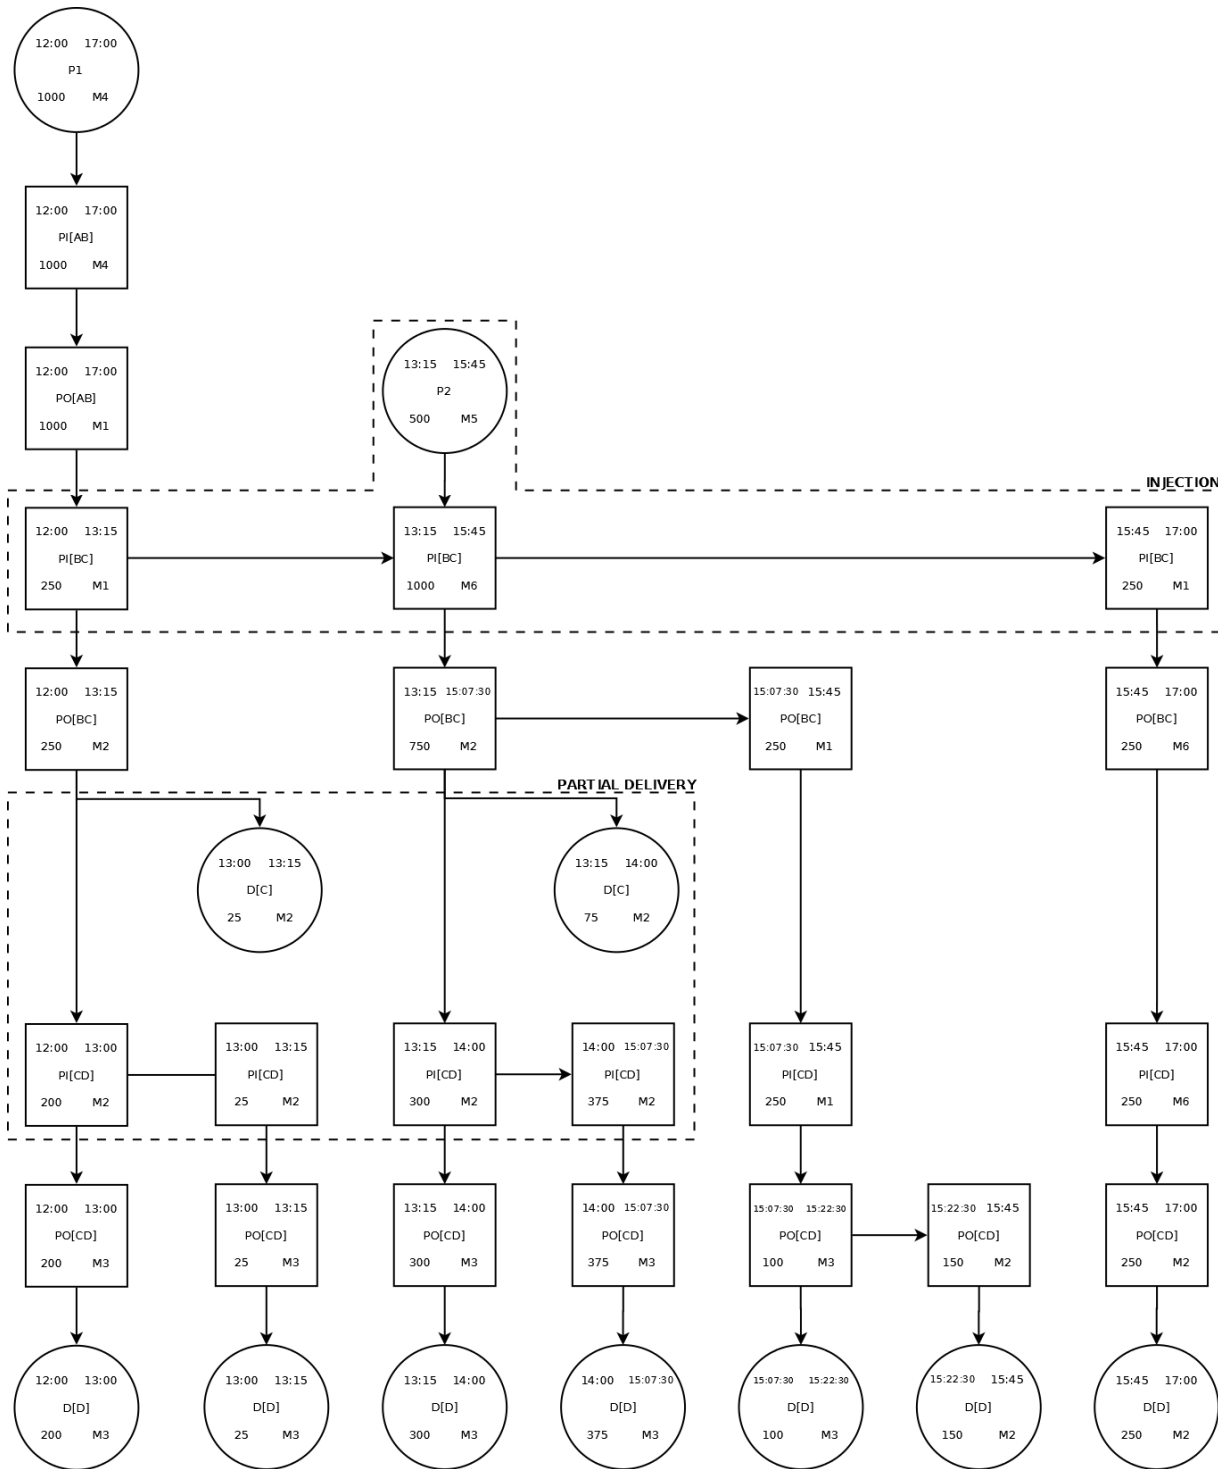 12:00 17:00
P1
1000 M4
12:00 17:00
PI[AB]
1000 M4
12:00 17:00
PO[AB]
1000 M1
13:15 15:45
P2
500 M5
INJECTION
12:00 13:15
PI[BC]
250 M1
13:15 15:45
PI[BC]
1000 M6
15:45 17:00
PI[BC]
250 M1
12:00 13:15
PO[BC]
250 M2
13:15 15:07:30
PO[BC]
750 M2
15:07:30 15:45
PO[BC]
250 M1
15:45 17:00
PO[BC]
250 M6
PARTIAL DELIVERY
13:00 13:15
D[C]
25 M2
13:15 14:00
D[C]
75 M2
12:00 13:00
PI[CD]
200 M2
13:00 13:15
PI[CD]
25 M2
13:15 14:00
PI[CD]
300 M2
14:00 15:07:30
PI[CD]
375 M2
15:07:30 15:45
PI[CD]
250 M1
15:45 17:00
PI[CD]
250 M6
12:00 13:00
PO[CD]
200 M3
13:00 13:15
PO[CD]
25 M3
13:15 14:00
PO[CD]
300 M3
14:00 15:07:30
PO[CD]
375 M3
15:07:30 15:22:30
PO[CD]
100 M3
15:22:30 15:45
PO[CD]
150 M2
15:45 17:00
PO[CD]
250 M2
12:00 13:00
D[D]
200 M3
13:00 13:15
D[D]
25 M3
13:15 14:00
D[D]
300 M3
14:00 15:07:30
D[D]
375 M3
15:07:30 15:22:30
D[D]
100 M3
15:22:30 15:45
D[D]
150 M2
15:45 17:00
D[D]
250 M2